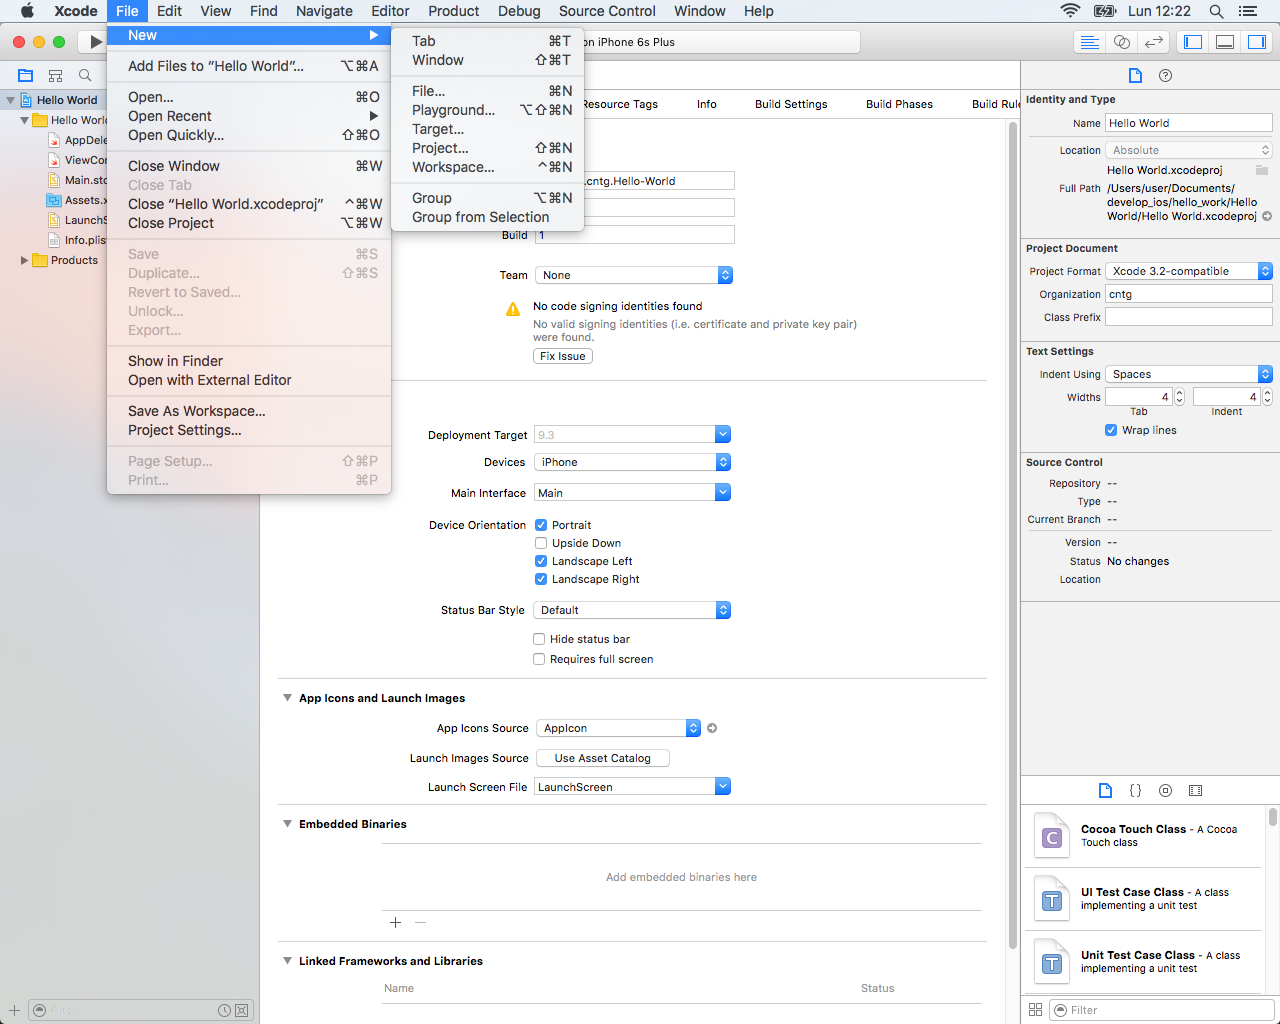 Xcode File Edit View Find Navigate Editor Product Debug Source Control Window Help Lun 12:22
New
Add Files to “Hello World”... ⌥⌘A
Open... ⌘O
Open Recent
Open Quickly... ⇧⌘O
Close Window ⌘W
Close Tab
Close “Hello World.xcodeproj” ^⌘W
Close Project ⌥⌘W
Save ⌘S
Duplicate... ⇧⌘S
Revert to Saved...
Unlock...
Export...
Show in Finder
Open with External Editor
Save As Workspace...
Project Settings...
Page Setup... ⇧⌘P
Print... ⌘P
Tab ⌘T
Window ⇧⌘T
File... ⌘N
Playground... ⌥⇧⌘N
Target...
Project... ⇧⌘N
Workspace... ^⌘N
Group ⌥⌘N
Group from Selection
on iPhone 6s Plus
Hello World
Hello World
AppDele
ViewCon
Main.sto
Assets.x
LaunchS
Info.plis
Products
Filter
Resource Tags Info Build Settings Build Phases Build Rule
.cntg.Hello-World
Build 1
Team None
No code signing identities found
No valid signing identities (i.e. certificate and private key pair)
were found.
Fix Issue
Deployment Target 9.3
Devices iPhone
Main Interface Main
Device Orientation Portrait
Upside Down
Landscape Left
Landscape Right
Status Bar Style Default
Hide status bar
Requires full screen
App Icons and Launch Images
App Icons Source AppIcon
Launch Images Source Use Asset Catalog
Launch Screen File LaunchScreen
Embedded Binaries
Add embedded binaries here
Linked Frameworks and Libraries
Name Status
Identity and Type
Name Hello World
Location Absolute
Hello World.xcodeproj
Full Path /Users/user/Documents/
develop_ios/hello_work/Hello
World/Hello World.xcodeproj
Project Document
Project Format Xcode 3.2-compatible
Organization cntg
Class Prefix
Text Settings
Indent Using Spaces
Widths 4 4
Tab Indent
Wrap lines
Source Control
Repository --
Type --
Current Branch --
Version --
Status No changes
Location
{}
C Cocoa Touch Class - A Cocoa
Touch class
T UI Test Case Class - A class
implementing a unit test
T Unit Test Case Class - A class
implementing a unit test
Filter